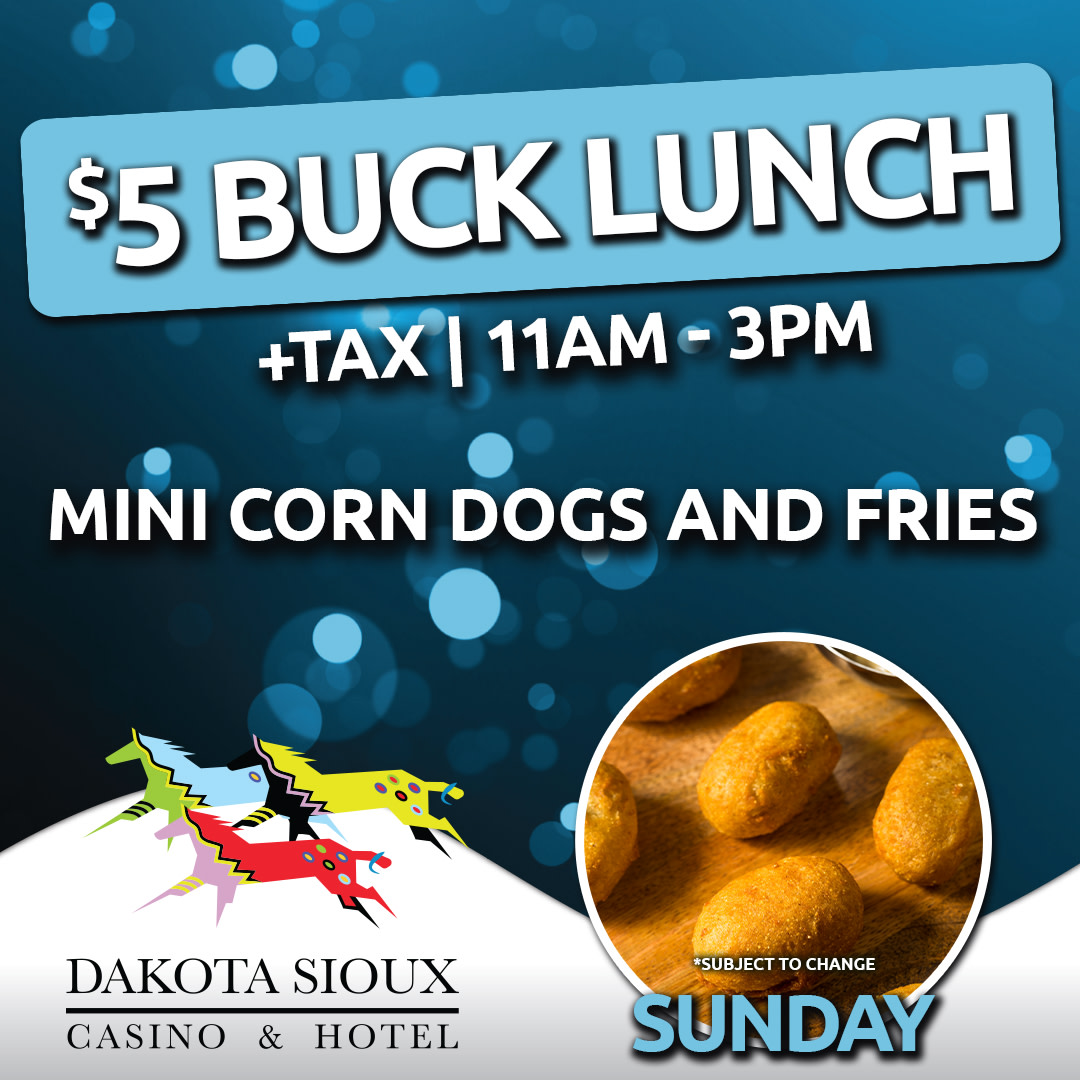 $5 BUCK LUNCH
+TAX | 11AM - 3PM
MINI CORN DOGS AND FRIES
*SUBJECT TO CHANGE
SUNDAY
DAKOTA SIOUX
CASINO & HOTEL